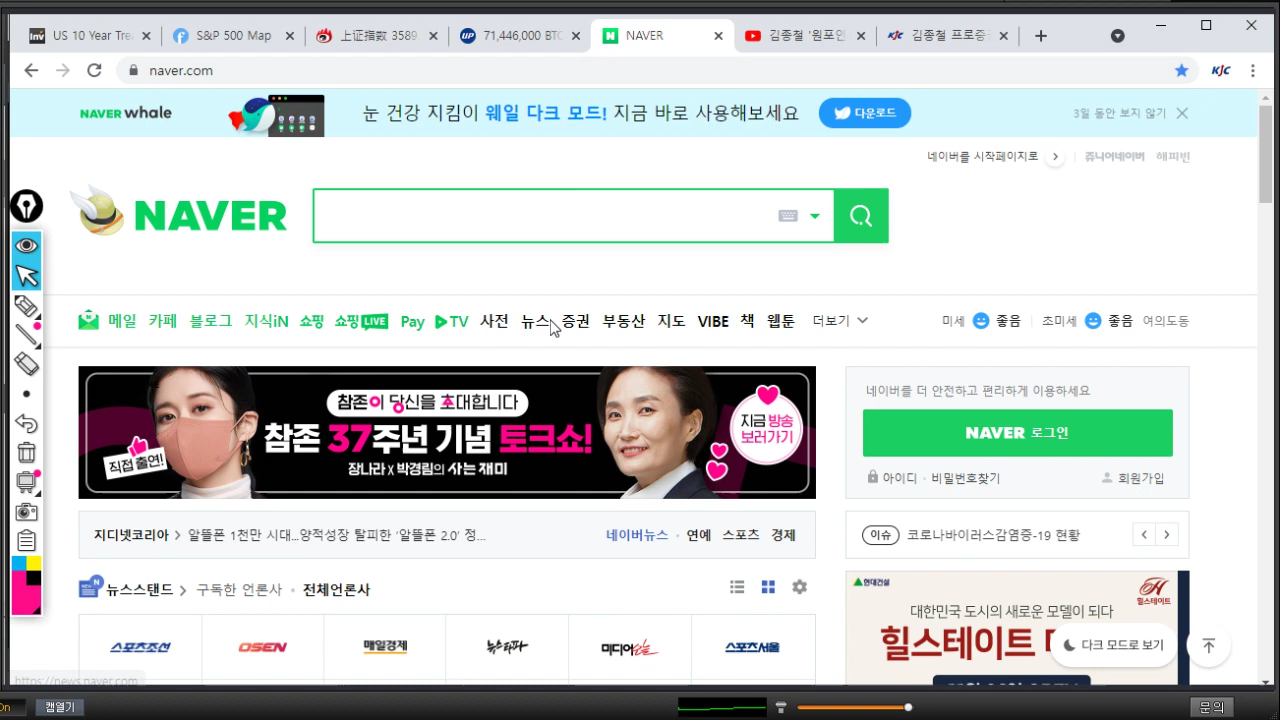 US 10 Year Tre
S&P 500 Map
上证指数 3589
71,446,000 BTC
NAVER
김종철 '원포인
김종철 프로증
naver.com
KJC
NAVER whale
눈 건강 지킴이 웨일 다크 모드! 지금 바로 사용해보세요
다운로드
3일 동안 보지 않기
네이버를 시작페이지로
쥬니어네이버
해피빈
NAVER
메일 카페 블로그 지식iN 쇼핑 쇼핑LIVE Pay TV 사전 뉴스 증권 부동산 지도 VIBE 책 웹툰 더보기
미세 좋음 초미세 좋음 여의도동
참존이 당신을 초대합니다
참존 37주년 기념 토크쇼!
장나라 X 박경림의 사는 재미
직접 출연!
지금 방송
보러가기
네이버를 더 안전하고 편리하게 이용하세요
NAVER 로그인
아이디 · 비밀번호찾기
회원가입
지디넷코리아 > 알뜰폰 1천만 시대...양적성장 탈피한 '알뜰폰 2.0' 정...
네이버뉴스 · 연예 스포츠 경제
이슈 코로나바이러스감염증-19 현황
뉴스스탠드 > 구독한 언론사 · 전체언론사
스포츠조선 OSEN 매일경제 뉴스타파 미디어오늘 스포츠서울
현대건설
힐스테이트
대한민국 도시의 새로운 모델이 되다
힐스테이트
다크 모드로 보기
https://news.naver.com
On
캠열기
문의